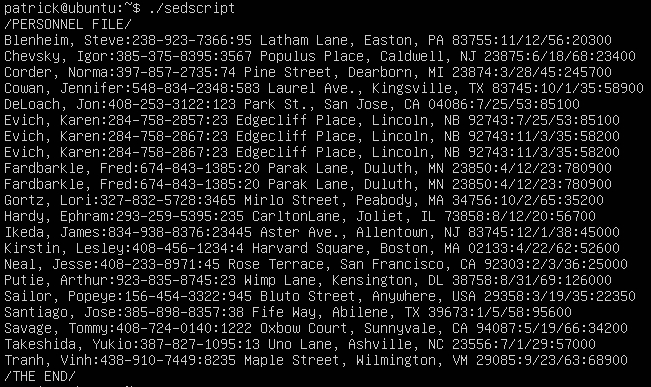 patrick@ubuntu:~$ ./sedscript
/PERSONNEL FILE/
Blenheim, Steve:238-923-7366:95 Latham Lane, Easton, PA 83755:11/12/56:20300
Chevsky, Igor:385-375-8395:3567 Populus Place, Caldwell, NJ 23875:6/18/68:23400
Corder, Norma:397-857-2735:74 Pine Street, Dearborn, MI 23874:3/28/45:245700
Cowan, Jennifer:548-834-2348:583 Laurel Ave., Kingsville, TX 83745:10/1/35:58900
DeLoach, Jon:408-253-3122:123 Park St., San Jose, CA 04086:7/25/53:85100
Evich, Karen:284-758-2857:23 Edgecliff Place, Lincoln, NB 92743:7/25/53:85100
Evich, Karen:284-758-2867:23 Edgecliff Place, Lincoln, NB 92743:11/3/35:58200
Evich, Karen:284-758-2867:23 Edgecliff Place, Lincoln, NB 92743:11/3/35:58200
Fardbarkle, Fred:674-843-1385:20 Parak Lane, Duluth, MN 23850:4/12/23:780900
Fardbarkle, Fred:674-843-1385:20 Parak Lane, Duluth, MN 23850:4/12/23:780900
Gortz, Lori:327-832-5728:3465 Mirlo Street, Peabody, MA 34756:10/2/65:35200
Hardy, Ephram:293-259-5395:235 CarltonLane, Joliet, IL 73858:8/12/20:56700
Ikeda, James:834-938-8376:23445 Aster Ave., Allentown, NJ 83745:12/1/38:45000
Kirstin, Lesley:408-456-1234:4 Harvard Square, Boston, MA 02133:4/22/62:52600
Neal, Jesse:408-233-8971:45 Rose Terrace, San Francisco, CA 92303:2/3/36:25000
Putie, Arthur:923-835-8745:23 Wimp Lane, Kensington, DL 38758:8/31/69:126000
Sailor, Popeye:156-454-3322:945 Bluto Street, Anywhere, USA 29358:3/19/35:22350
Santiago, Jose:385-898-8357:38 Fife Way, Abilene, TX 39673:1/5/58:95600
Savage, Tommy:408-724-0140:1222 Oxbow Court, Sunnyvale, CA 94087:5/19/66:34200
Takeshida, Yukio:387-827-1095:13 Uno Lane, Ashville, NC 23556:7/1/29:57000
Tranh, Vinh:438-910-7449:8235 Maple Street, Wilmington, VM 29085:9/23/63:68900
/THE END/